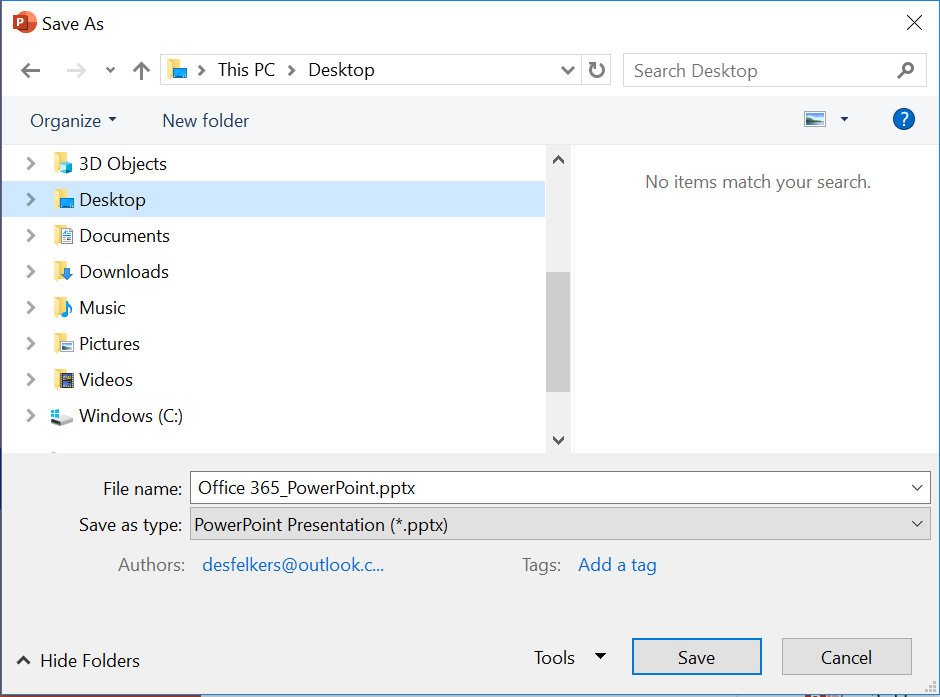 Save As
This PC Desktop
Search Desktop
Organize New folder
3D Objects
No items match your search.
Desktop
Documents
Downloads
Music
Pictures
Videos
Windows (C:)
File name: Office 365_PowerPoint.pptx
Save as type: PowerPoint Presentation (*.pptx)
Authors: desfelkers@outlook.c... Tags: Add a tag
Hide Folders Tools Save Cancel